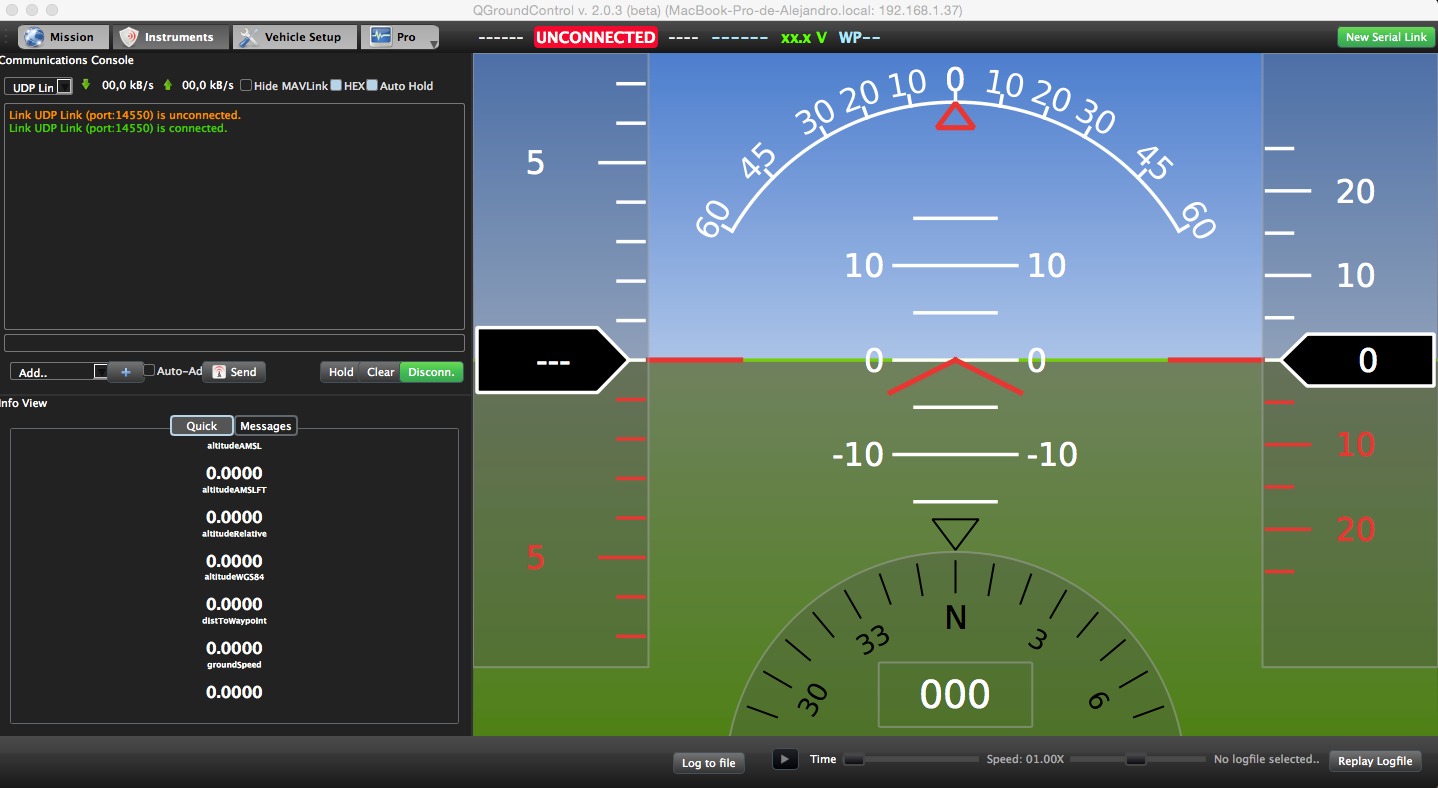 QGroundControl v. 2.0.3 (beta) (MacBook-Pro-de-Alejandro.local: 192.168.1.37)
Mission Instruments Vehicle Setup Pro ------ UNCONNECTED ---- ------- xx.x V WP-- New Serial Link
Communications Console
UDP Lin 00,0 kB/s 00,0 kB/s Hide MAVLink HEX Auto Hold
Link UDP Link (port:14550) is unconnected.
Link UDP Link (port:14550) is connected.
Add.. + Auto-Ad Send Hold Clear Disconn.
Info View
Quick Messages
altitudeAMSL
0.0000
altitudeAMSLFT
0.0000
altitudeRelative
0.0000
altitudeWGS84
0.0000
distToWaypoint
0.0000
groundSpeed
0.0000
60 45 30 20 10 0 10 20 30 45 60
5
20
10 10
10
---
0 0
0
-10 -10
10
5
20
30 33 N 3 6
000
Log to file Time Speed: 01.00X No logfile selected.. Replay Logfile